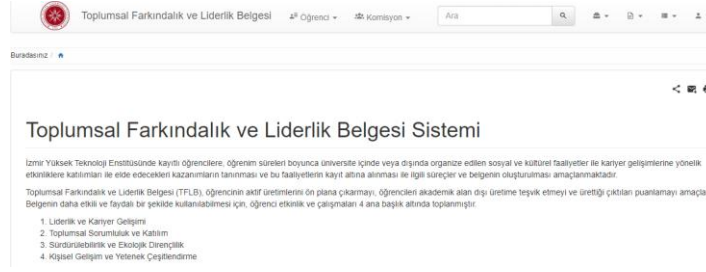 Toplumsal Farkındalık ve Liderlik Belgesi Öğrenci Komisyon Ara
Buradasınız /
Toplumsal Farkındalık ve Liderlik Belgesi Sistemi
İzmir Yüksek Teknoloji Enstitüsünde kayıtlı öğrencilere, öğrenim süreleri boyunca üniversite içinde veya dışında organize edilen sosyal ve kültürel faaliyetler ile kariyer gelişimlerine yönelik
etkinliklere katılımları ile elde edecekleri kazanımların tanınması ve bu faaliyetlerin kayıt altına alınması ile ilgili süreçler ve belgenin oluşturulması amaçlanmaktadır.
Toplumsal Farkındalık ve Liderlik Belgesi (TFLB), öğrencinin aktif üretimlerini ön plana çıkarmayı, öğrencileri akademik alan dışı üretime teşvik etmeyi ve ürettiği çıktıları puanlamayı amaçla
Belgenin daha etkili ve faydalı bir şekilde kullanılabilmesi için, öğrenci etkinlik ve çalışmaları 4 ana başlık altında toplanmıştır.
1. Liderlik ve Kariyer Gelişimi
2. Toplumsal Sorumluluk ve Katılım
3. Sürdürülebilirlik ve Ekolojik Dirençlilik
4. Kişisel Gelişim ve Yetenek Çeşitlendirme